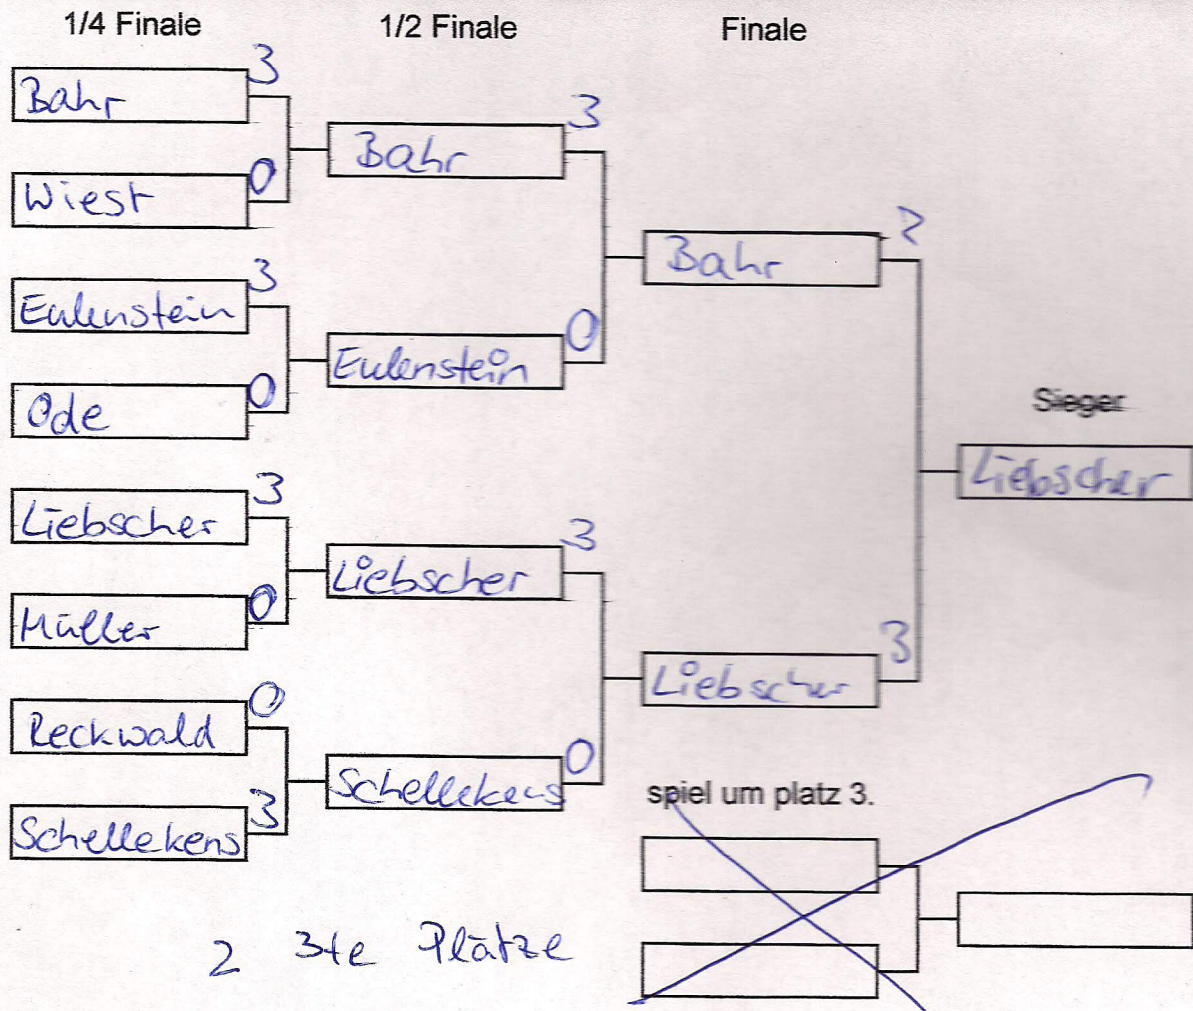 1/4 Finale 1/2 Finale Finale
3
Bahr
0
Wiest
3
Eulenstein
0
Ode
3
Liebscher
0
Müller
0
Reckwald
3
Schellekens
3
Bahr
0
Eulenstein
3
Liebscher
0
Schellekens
2
Bahr
3
Liebscher
Sieger
Liebscher
spiel um platz 3.
2 3te Plätze